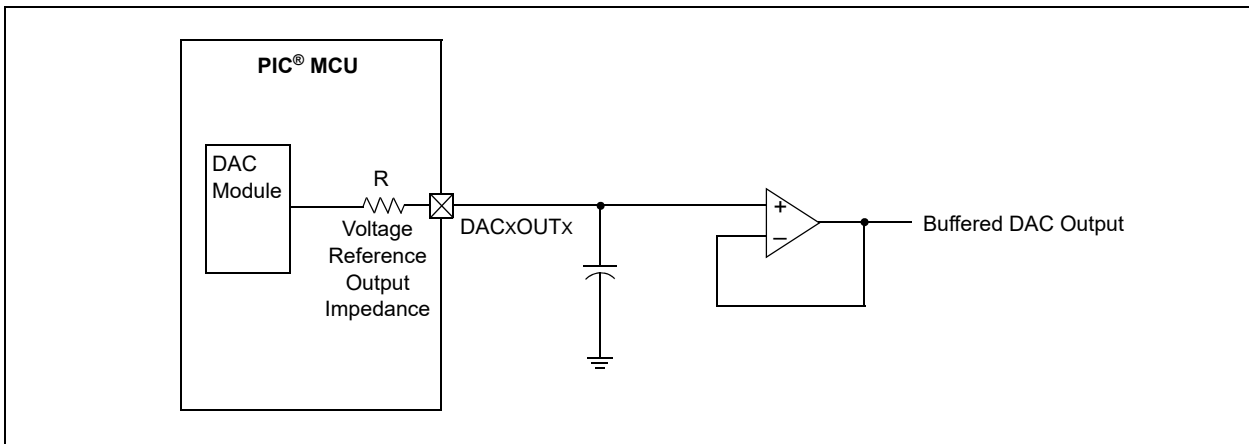 PIC® MCU
DAC
Module
R
Voltage
Reference
Output
Impedance
DACXOUTX
+
–
Buffered DAC Output